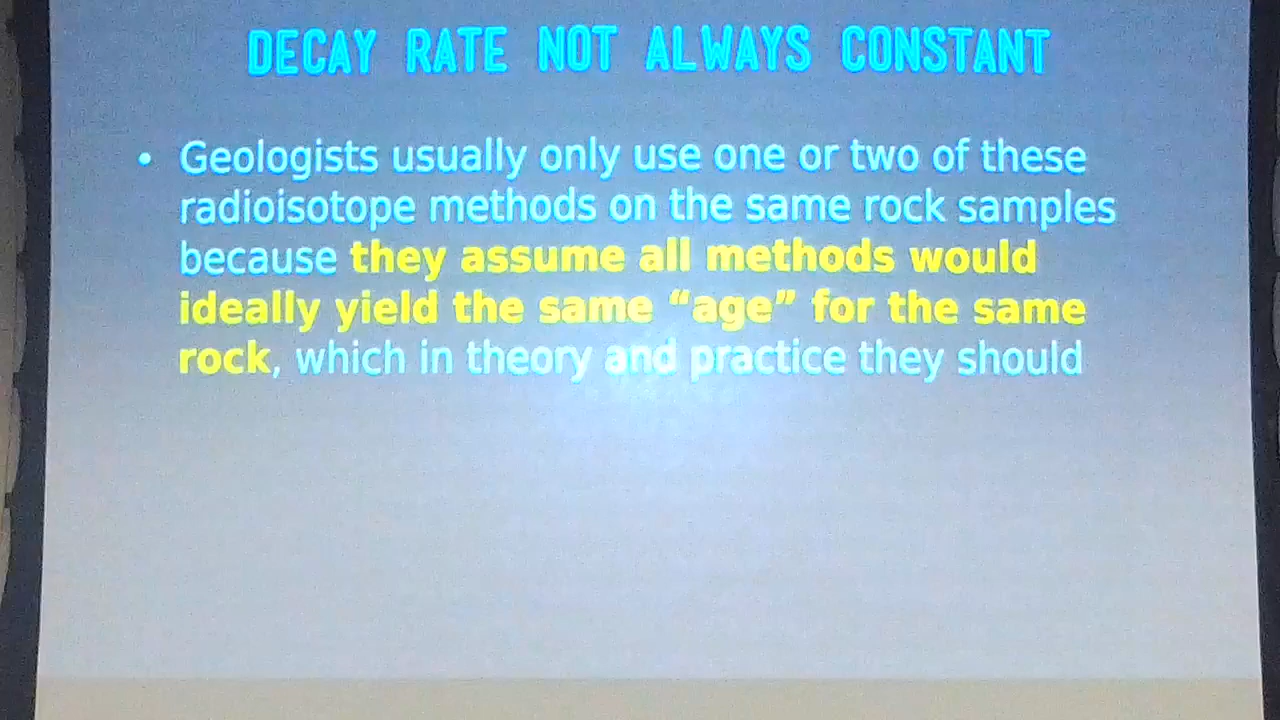 DECAY RATE NOT ALWAYS CONSTANT
• Geologists usually only use one or two of these
radioisotope methods on the same rock samples
because they assume all methods would
ideally yield the same “age” for the same
rock, which in theory and practice they should